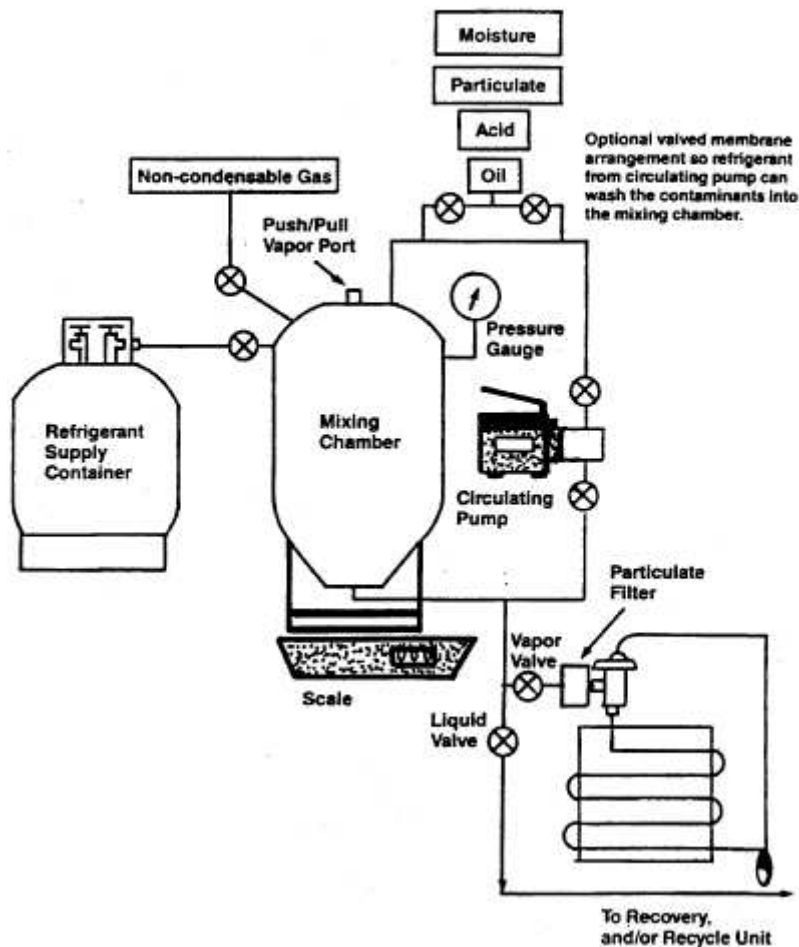 Moisture
Particulate
Acid
Oil
Optional valved membrane
arrangement so refrigerant
from circulating pump can
wash the contaminants into
the mixing chamber.
Non-condensable Gas
Push/Pull
Vapor Port
Pressure
Gauge
Refrigerant
Supply
Container
Mixing
Chamber
Circulating
Pump
Particulate
Filter
Vapor
Valve
Scale
Liquid
Valve
To Recovery,
and/or Recycle Unit